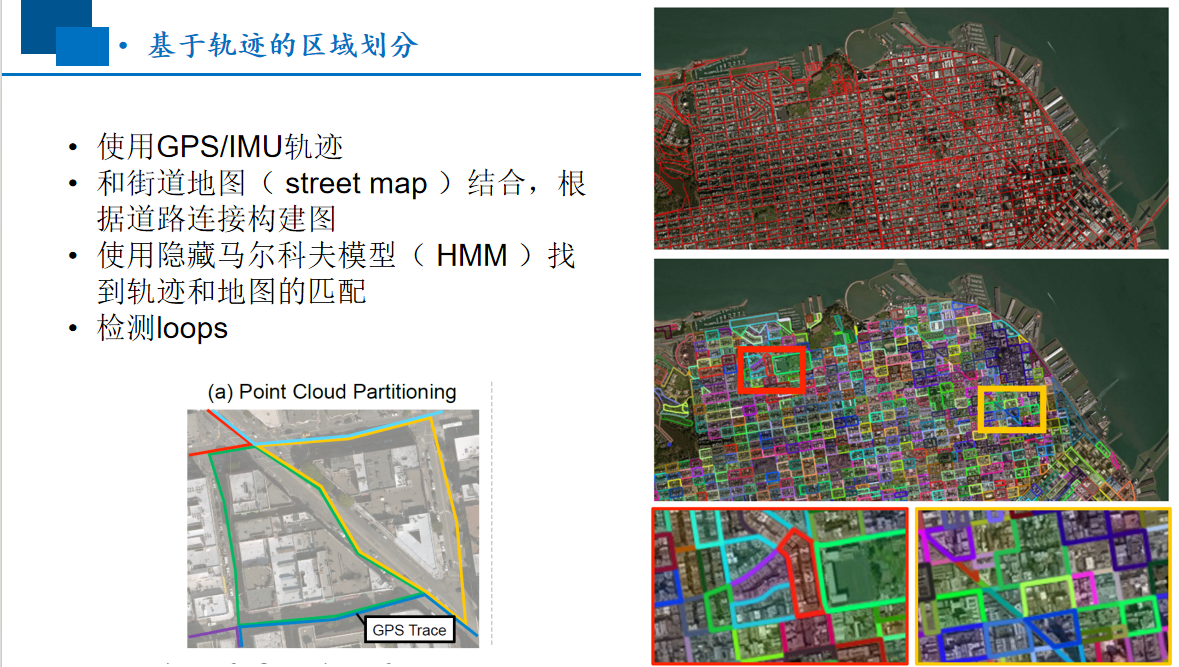 • 基于轨迹的区域划分
• 使用GPS/IMU轨迹
• 和街道地图（ street map ）结合，根
据道路连接构建图
• 使用隐藏马尔科夫模型（ HMM ）找
到轨迹和地图的匹配
• 检测loops
(a) Point Cloud Partitioning
GPS Trace